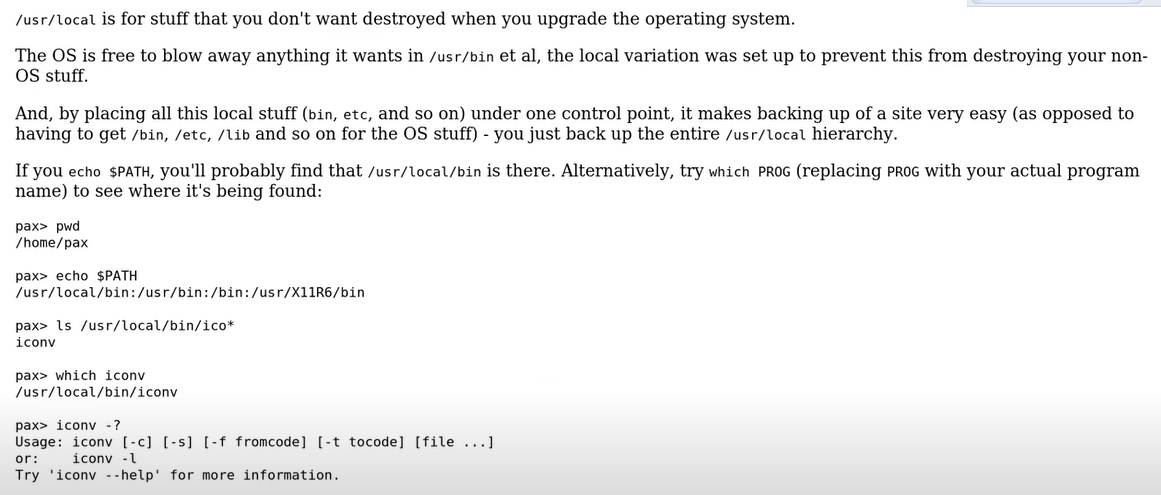 /usr/local is for stuff that you don't want destroyed when you upgrade the operating system.
The OS is free to blow away anything it wants in /usr/bin et al, the local variation was set up to prevent this from destroying your non-
OS stuff.
And, by placing all this local stuff (bin, etc, and so on) under one control point, it makes backing up of a site very easy (as opposed to
having to get /bin, /etc, /lib and so on for the OS stuff) - you just back up the entire /usr/local hierarchy.
If you echo $PATH, you'll probably find that /usr/local/bin is there. Alternatively, try which PROG (replacing PROG with your actual program
name) to see where it's being found:
pax> pwd
/home/pax
pax> echo $PATH
/usr/local/bin:/usr/bin:/bin:/usr/X11R6/bin
pax> ls /usr/local/bin/ico*
iconv
pax> which iconv
/usr/local/bin/iconv
pax> iconv -?
Usage: iconv [-c] [-s] [-f fromcode] [-t tocode] [file ...]
or:    iconv -l
Try 'iconv --help' for more information.